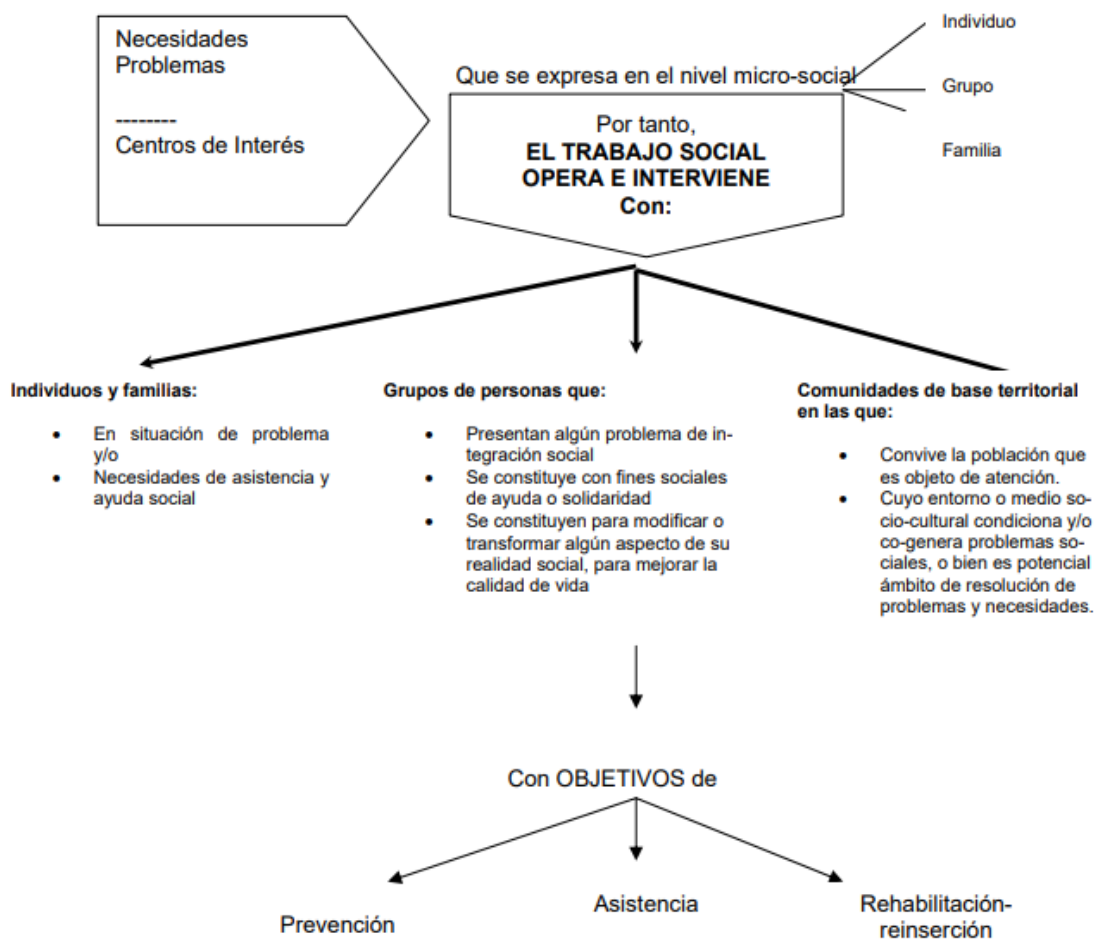 Necesidades
Problemas
--------
Centros de Interés
Que se expresa en el nivel micro-social
Individuo
Grupo
Familia
Por tanto,
EL TRABAJO SOCIAL
OPERA E INTERVIENE
Con:
Individuos y familias:
• En situación de problema
y/o
• Necesidades de asistencia y
ayuda social
Grupos de personas que:
• Presentan algún problema de in-
tegración social
• Se constituye con fines sociales
de ayuda o solidaridad
• Se constituyen para modificar o
transformar algún aspecto de su
realidad social, para mejorar la
calidad de vida
Comunidades de base territorial
en las que:
• Convive la población que
es objeto de atención.
• Cuyo entorno o medio so-
cio-cultural condiciona y/o
co-genera problemas so-
ciales, o bien es potencial
ámbito de resolución de
problemas y necesidades.
Con OBJETIVOS de
Prevención
Asistencia
Rehabilitación-
reinserción